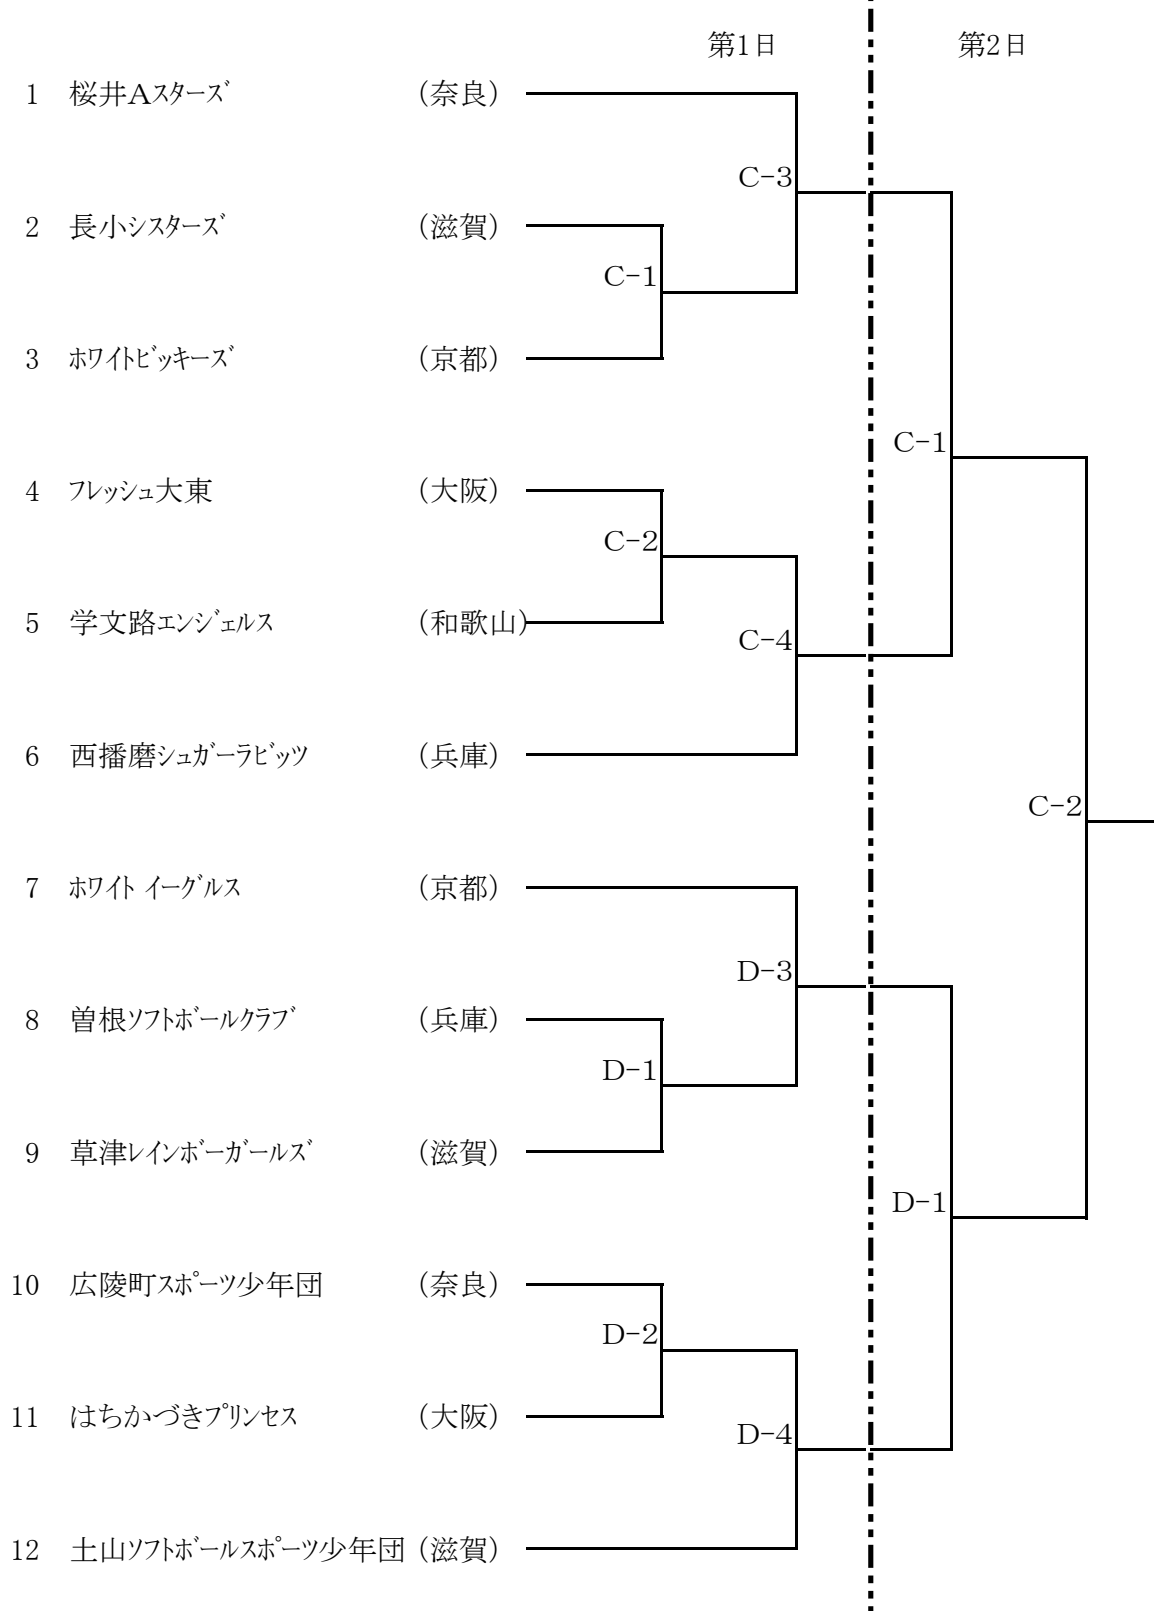 第1日 第2日
1 桜井Aｽﾀｰｽﾞ (奈良)
C-3
2 長小ｼｽﾀｰｽﾞ (滋賀)
C-1
3 ﾎﾜｲﾄﾋﾞｯｷｰｽﾞ (京都)
C-1
4 ﾌﾚｯｼｭ大東 (大阪)
C-2
5 学文路ｴﾝｼﾞｪﾙｽ (和歌山)
C-4
6 西播磨ｼｭｶﾞｰﾗﾋﾞｯﾂ (兵庫)
C-2
7 ﾎﾜｲﾄ ｲｰｸﾞﾙｽ (京都)
D-3
8 曽根ｿﾌﾄﾎﾞｰﾙｸﾗﾌﾞ (兵庫)
D-1
9 草津ﾚｲﾝﾎﾞｰｶﾞｰﾙｽﾞ (滋賀)
D-1
10 広陵町ｽﾎﾟｰﾂ少年団 (奈良)
D-2
11 はちかづきﾌﾟﾘﾝｾｽ (大阪)
D-4
12 土山ｿﾌﾄﾎﾞｰﾙｽﾎﾟｰﾂ少年団 (滋賀)